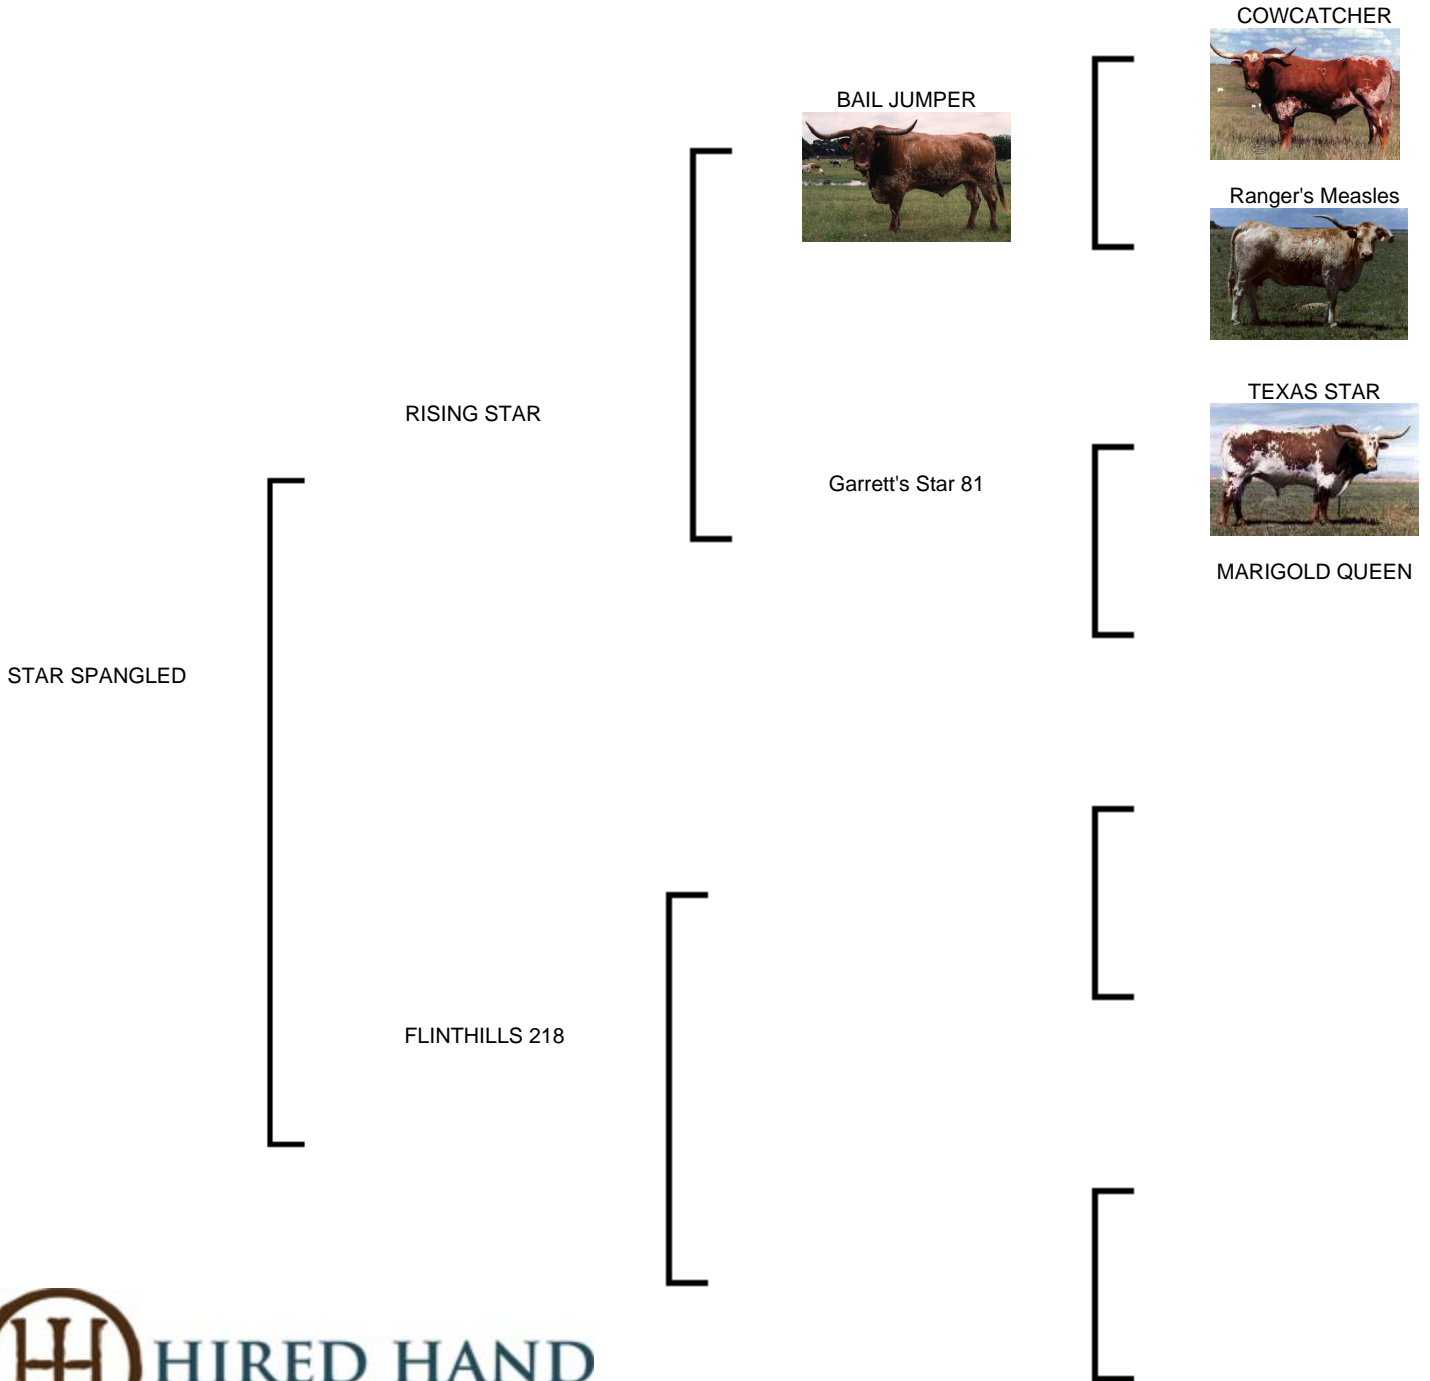 COWCATCHER
BAIL JUMPER
Ranger's Measles
TEXAS STAR
RISING STAR
Garrett's Star 81
MARIGOLD QUEEN
STAR SPANGLED
FLINTHILLS 218
HIRED HAND